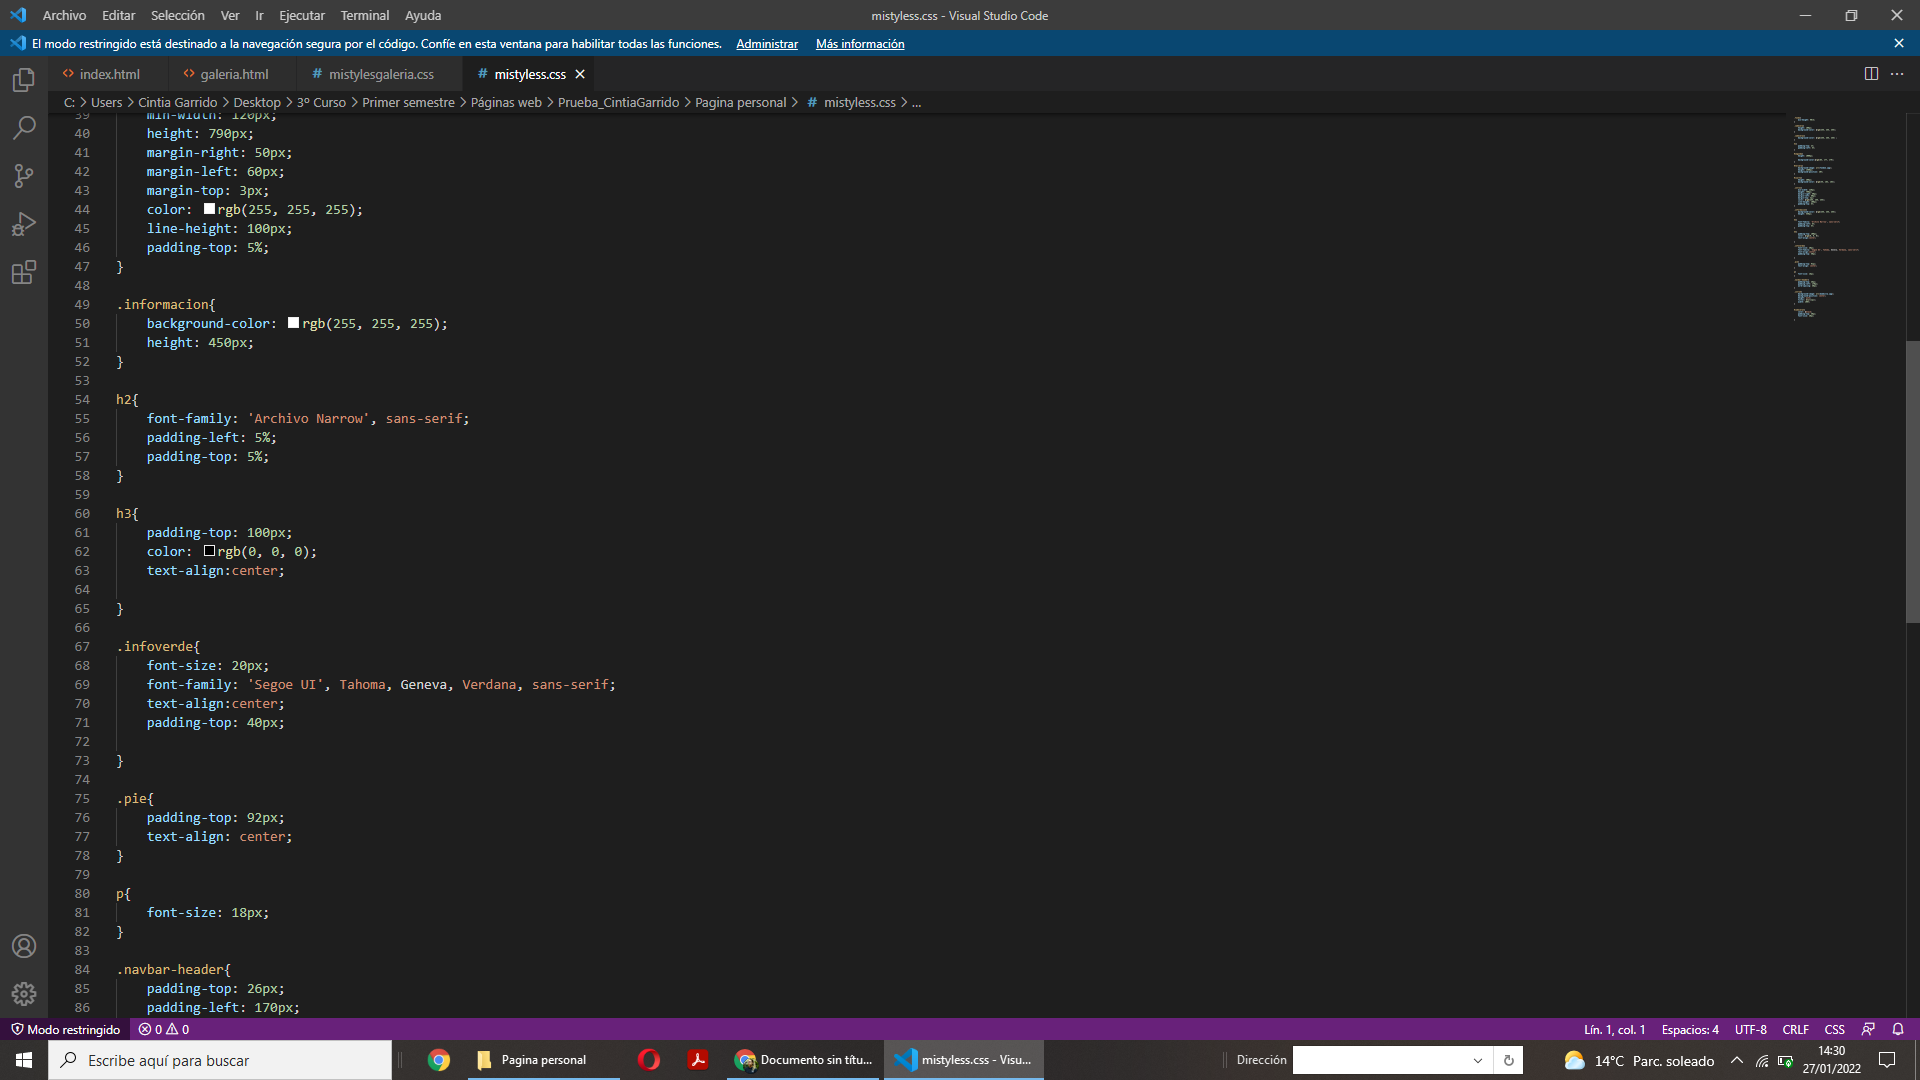 Archivo Editar Selección Ver Ir Ejecutar Terminal Ayuda mistyless.css - Visual Studio Code
El modo restringido está destinado a la navegación segura por el código. Confíe en esta ventana para habilitar todas las funciones. Administrar Más información
index.html galeria.html # mistylesgaleria.css # mistyless.css
C: > Users > Cintia Garrido > Desktop > 3º Curso > Primer semestre > Páginas web > Prueba_CintiaGarrido > Pagina personal > # mistyless.css > ...
39 min-width: 120px;
40 height: 790px;
41 margin-right: 50px;
42 margin-left: 60px;
43 margin-top: 3px;
44 color: rgb(255, 255, 255);
45 line-height: 100px;
46 padding-top: 5%;
47 }
48
49 .informacion{
50 background-color: rgb(255, 255, 255);
51 height: 450px;
52 }
53
54 h2{
55 font-family: 'Archivo Narrow', sans-serif;
56 padding-left: 5%;
57 padding-top: 5%;
58 }
59
60 h3{
61 padding-top: 100px;
62 color: rgb(0, 0, 0);
63 text-align:center;
64
65 }
66
67 .infoverde{
68 font-size: 20px;
69 font-family: 'Segoe UI', Tahoma, Geneva, Verdana, sans-serif;
70 text-align:center;
71 padding-top: 40px;
72
73 }
74
75 .pie{
76 padding-top: 92px;
77 text-align: center;
78 }
79
80 p{
81 font-size: 18px;
82 }
83
84 .navbar-header{
85 padding-top: 26px;
86 padding-left: 170px;
Modo restringido 0 0 Lín. 1, col. 1 Espacios: 4 UTF-8 CRLF CSS
Escribe aquí para buscar Pagina personal Documento sin títu... mistyless.css - Visu... Dirección 14°C Parc. soleado 14:30
27/01/2022